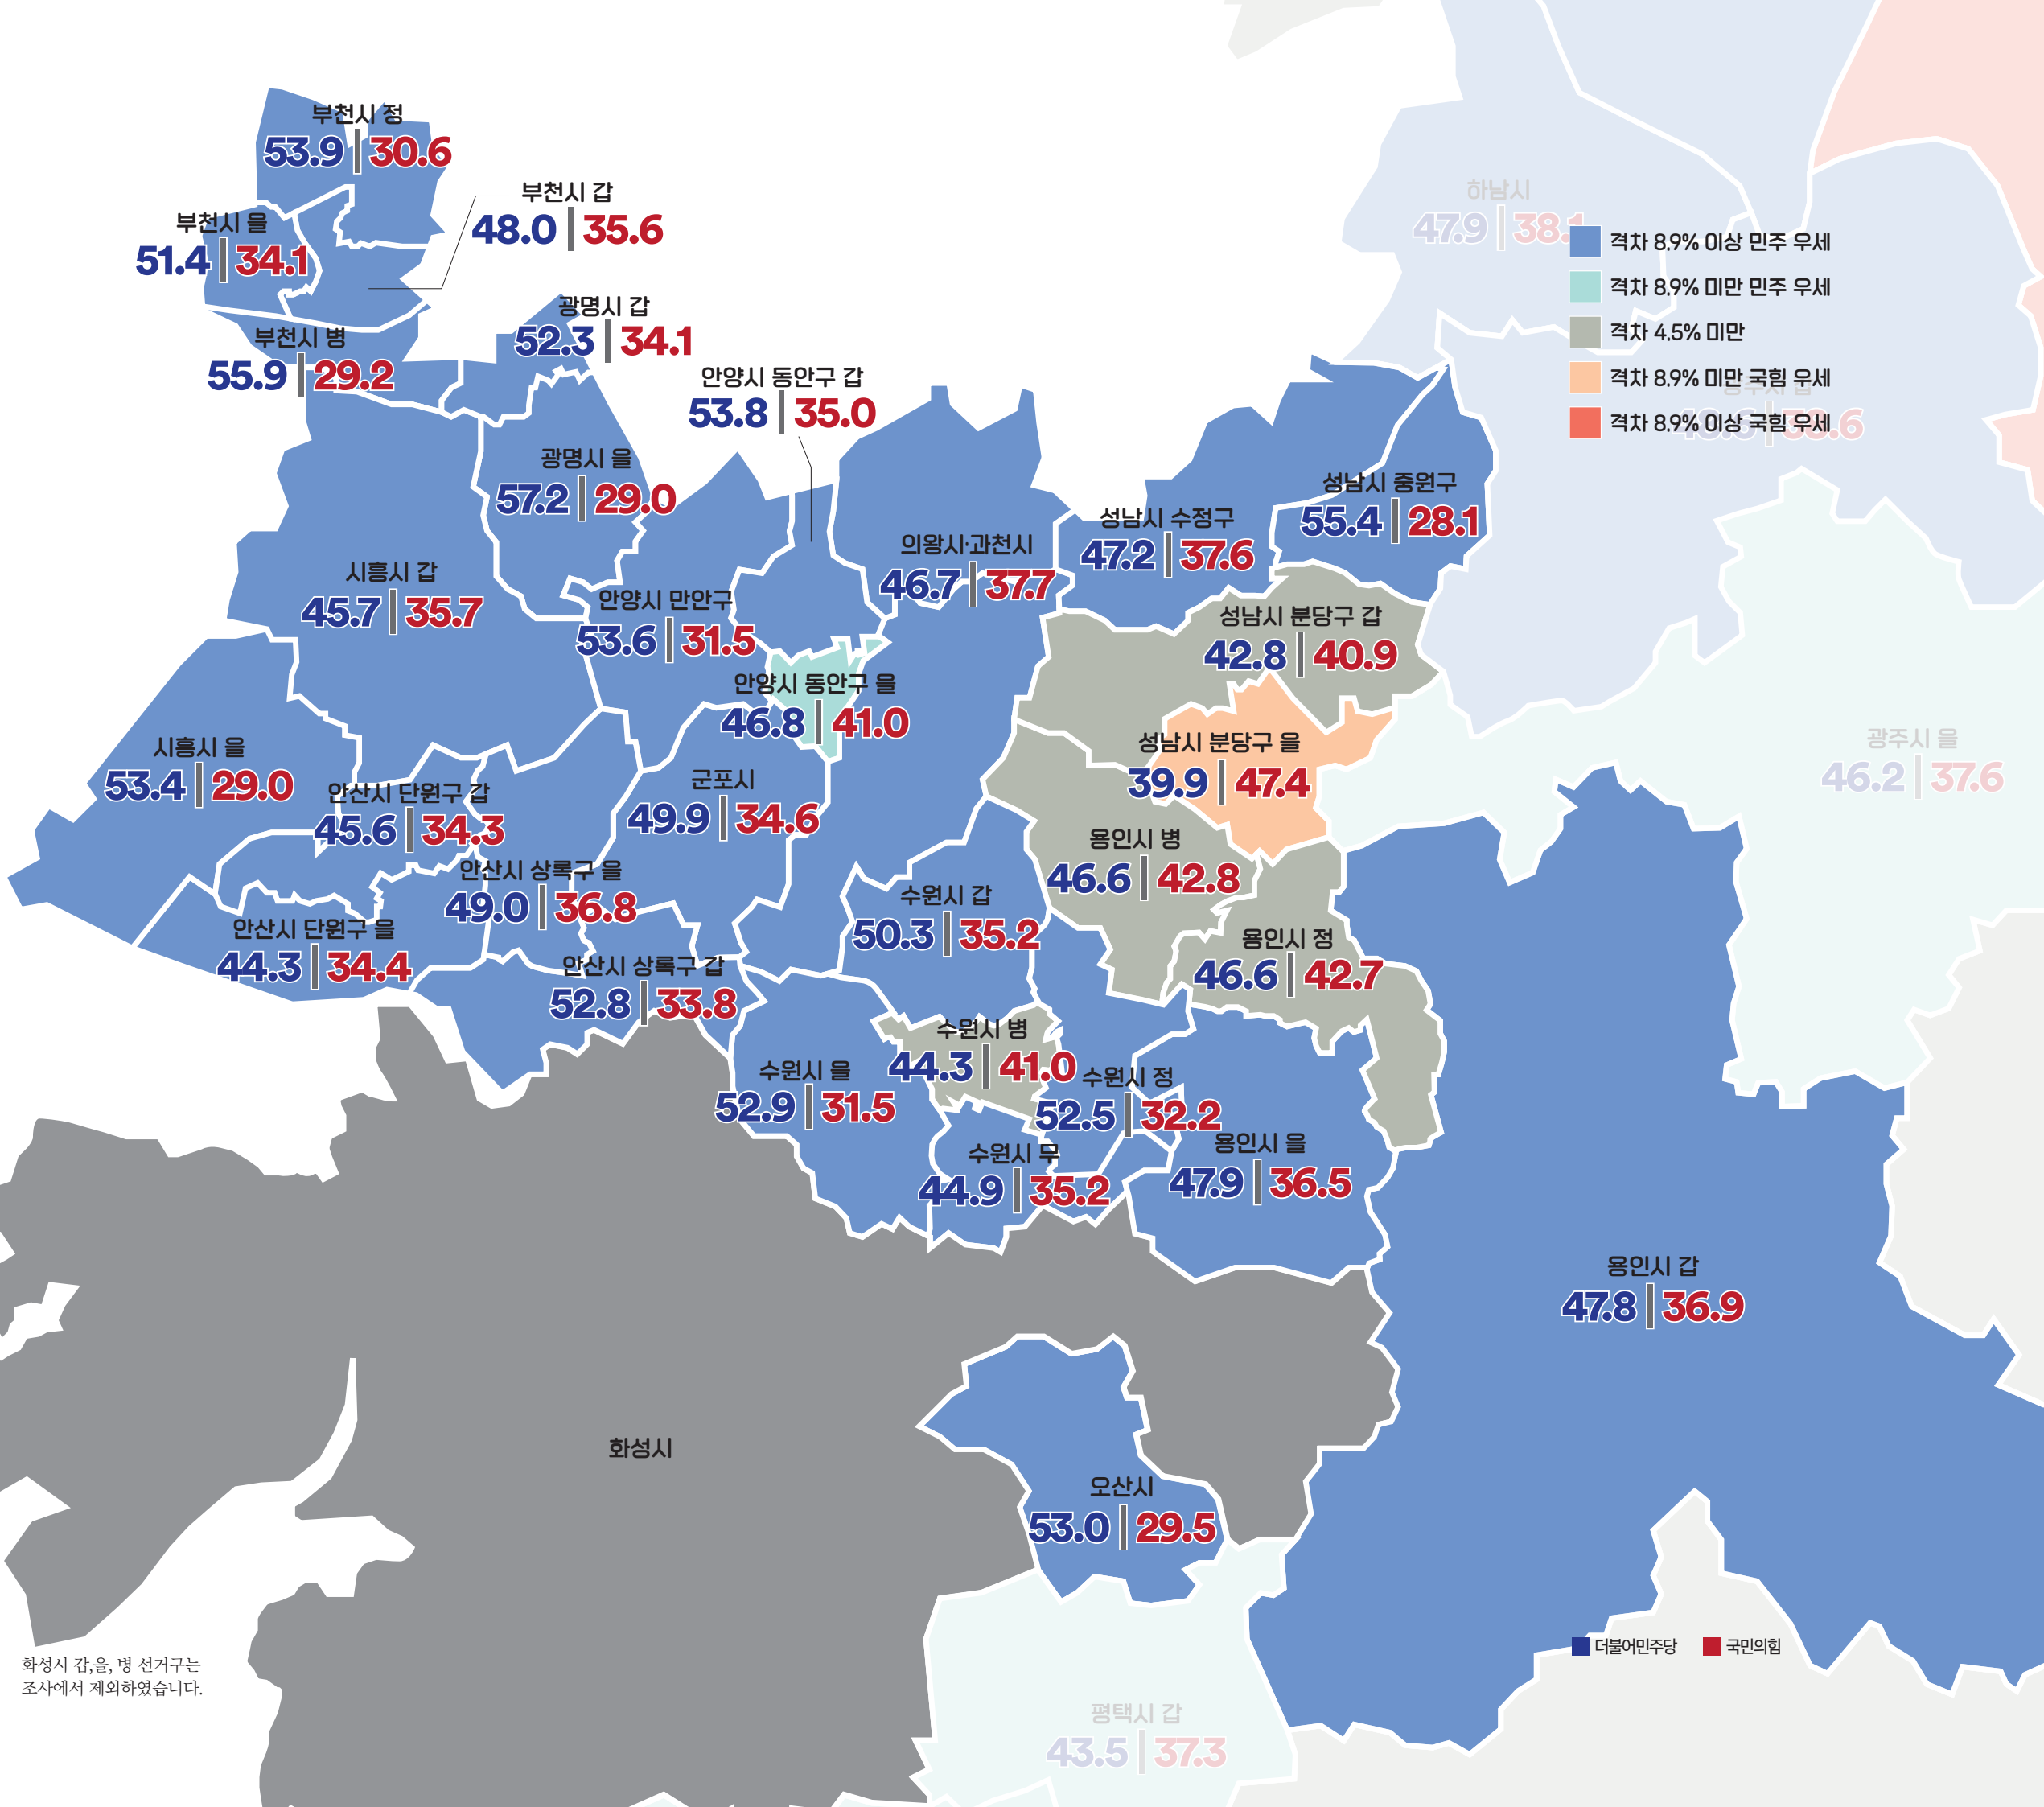 부천시 정
53.9 30.6
부천시 갑
48.0 35.6
부천시 을
51.4 34.1
하남시
47.9 38.1
격차 8.9% 이상 민주 우세
격차 8.9% 미만 민주 우세
격차 4.5% 미만
격차 8.9% 미만 국힘 우세
격차 8.9% 이상 국힘 우세
38.6
광명시 갑
52.3 34.1
부천시 병
55.9 29.2
안양시 동안구 갑
53.8 35.0
광명시 을
57.2 29.0
성남시 중원구
55.4 28.1
성남시 수정구
47.2 37.6
의왕시·과천시
46.7 37.7
시흥시 갑
45.7 35.7
안양시 만안구
53.6 31.5
성남시 분당구 갑
42.8 40.9
안양시 동안구 을
46.8 41.0
성남시 분당구 을
39.9 47.4
광주시 을
46.2 37.6
시흥시 을
53.4 29.0
안산시 단원구 갑
45.6 34.3
군포시
49.9 34.6
용인시 병
46.6 42.8
안산시 상록구 을
49.0 36.8
수원시 갑
50.3 35.2
안산시 단원구 을
44.3 34.4
용인시 정
46.6 42.7
안산시 상록구 갑
52.8 33.8
수원시 병
44.3 41.0
수원시 을
52.9 31.5
수원시 정
52.5 32.2
수원시 무
44.9 35.2
용인시 을
47.9 36.5
용인시 갑
47.8 36.9
화성시
오산시
53.0 29.5
더불어민주당 국민의힘
화성시 갑,을, 병 선거구는
조사에서 제외하였습니다.
평택시 갑
43.5 37.3